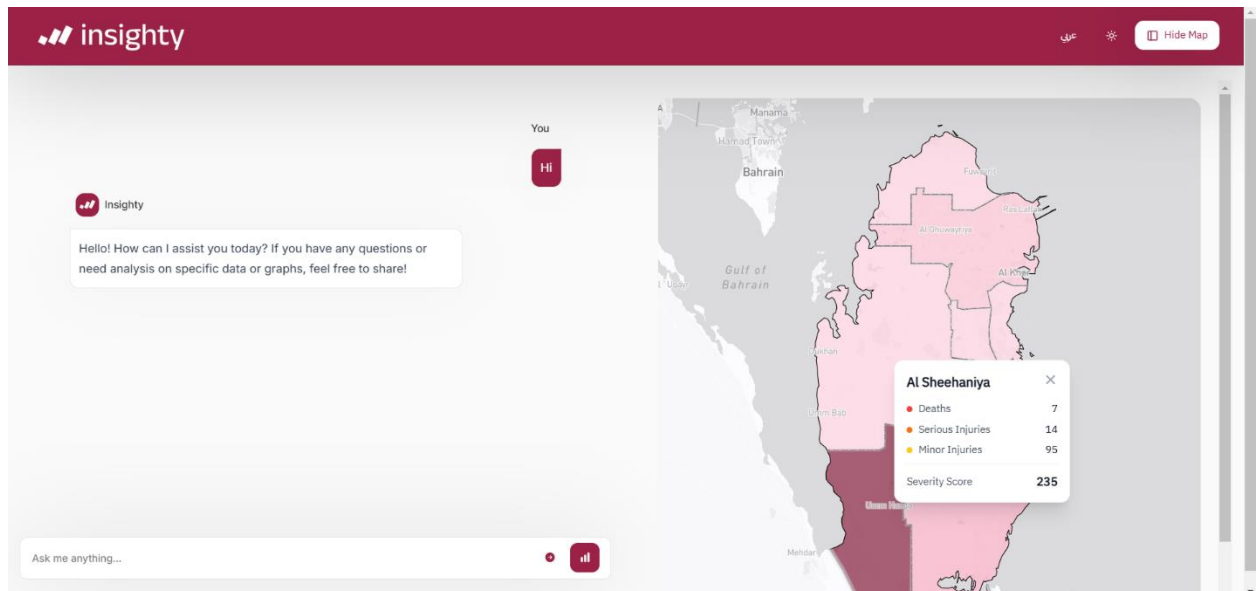 insighty
عربي
Hide Map
You
Hi
Insighty
Hello! How can I assist you today? If you have any questions or
need analysis on specific data or graphs, feel free to share!
Ask me anything...
Manama
Hamad Town
Bahrain
Gulf of
Bahrain
Fuwayrit
Ras Laffan
Al Ghuwayriya
Al Khor
Dukhan
Umm Bab
Al Sheehaniya
Deaths 7
Serious Injuries 14
Minor Injuries 95
Severity Score 235
Mehdar